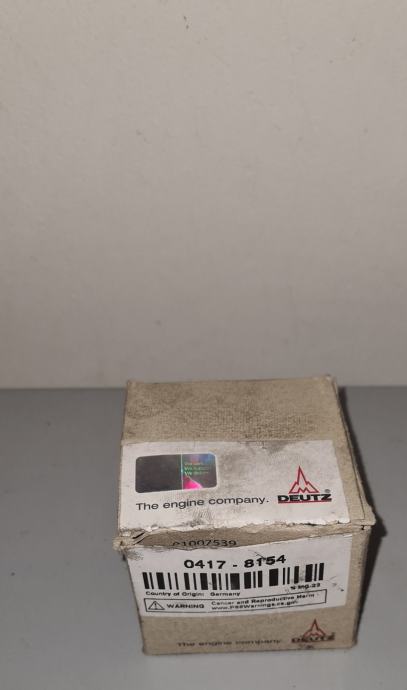 The engine company.
DEUTZ
®
01007539
0417 - 8154
Country of Origin: Germany
WARNING Cancer and Reproductive Harm
www.P65Warnings.ca.gov
The engine company.
DEUTZ